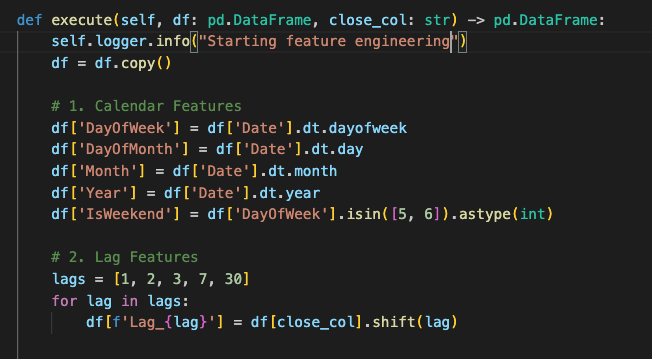 def execute(self, df: pd.DataFrame, close_col: str) -> pd.DataFrame:
    self.logger.info("Starting feature engineering")
    df = df.copy()

    # 1. Calendar Features
    df['DayOfWeek'] = df['Date'].dt.dayofweek
    df['DayOfMonth'] = df['Date'].dt.day
    df['Month'] = df['Date'].dt.month
    df['Year'] = df['Date'].dt.year
    df['IsWeekend'] = df['DayOfWeek'].isin([5, 6]).astype(int)

    # 2. Lag Features
    lags = [1, 2, 3, 7, 30]
    for lag in lags:
        df[f'Lag_{lag}'] = df[close_col].shift(lag)